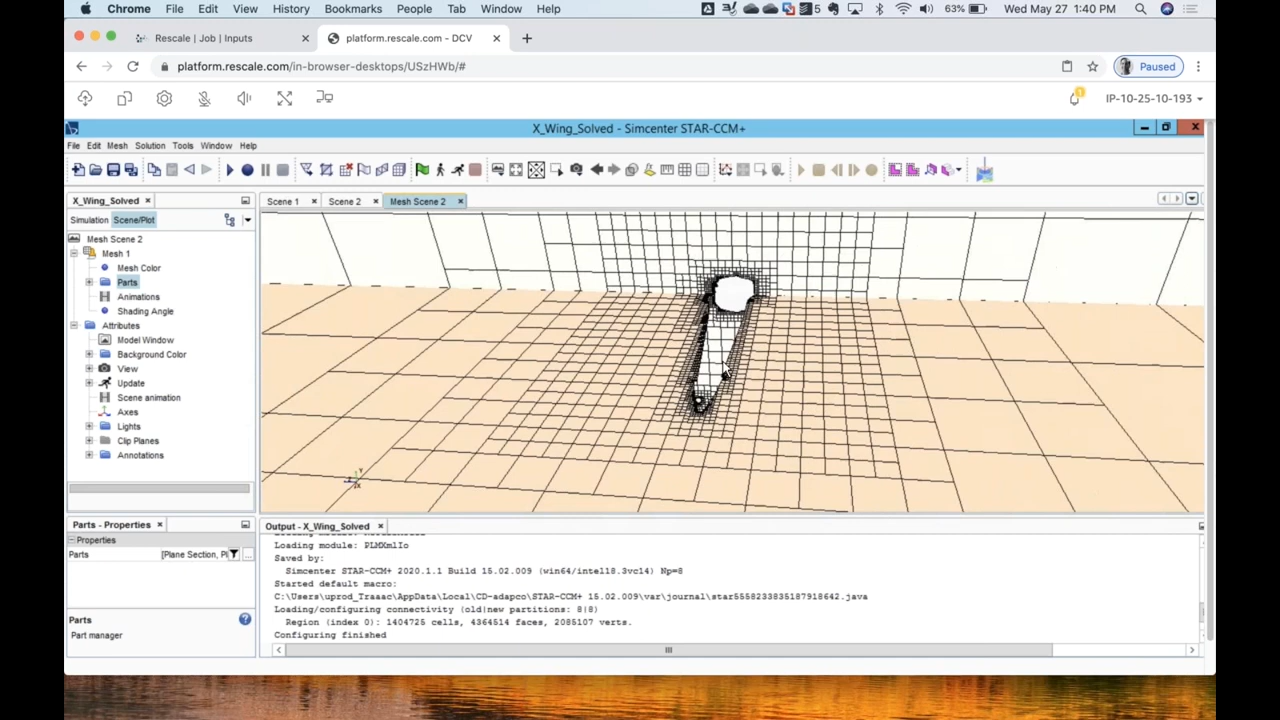 Chrome File Edit View History Bookmarks People Tab Window Help 5 63% Wed May 27 1:40 PM
Rescale | Job | Inputs platform.rescale.com - DCV
platform.rescale.com/in-browser-desktops/USzHWb/# Paused
1 IP-10-25-10-193
X_Wing_Solved - Simcenter STAR-CCM+
File Edit Mesh Solution Tools Window Help
X_Wing_Solved Scene 1 Scene 2 Mesh Scene 2
Simulation Scene/Plot
Mesh Scene 2
Mesh 1
Mesh Color
Parts
Animations
Shading Angle
Attributes
Model Window
Background Color
View
Update
Scene animation
Axes
Lights
Clip Planes
Annotations
Parts - Properties
Properties
Parts [Plane Section, Pl ...
Parts
Part manager
Output - X_Wing_Solved
Loading module: PLMXmlIo
Saved by:
Simcenter STAR-CCM+ 2020.1.1 Build 15.02.009 (win64/intel18.3vc14) Np=8
Started default macro:
C:\Users\uprod_Traaac\AppData\Local\CD-adapco\STAR-CCM+ 15.02.009\var\journal\star5558233835187918642.java
Loading/configuring connectivity (old|new partitions: 8|8)
Region (index 0): 1404725 cells, 4364514 faces, 2085107 verts.
Configuring finished